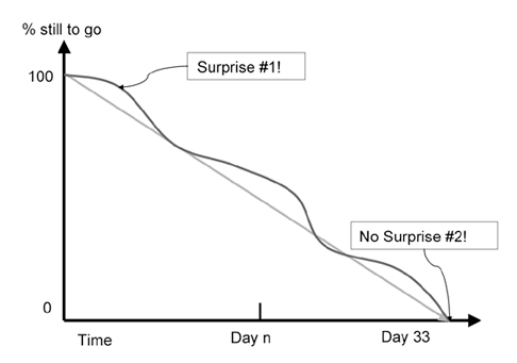 % still to go
100
Surprise #1!
No Surprise #2!
0
Time
Day n
Day 33